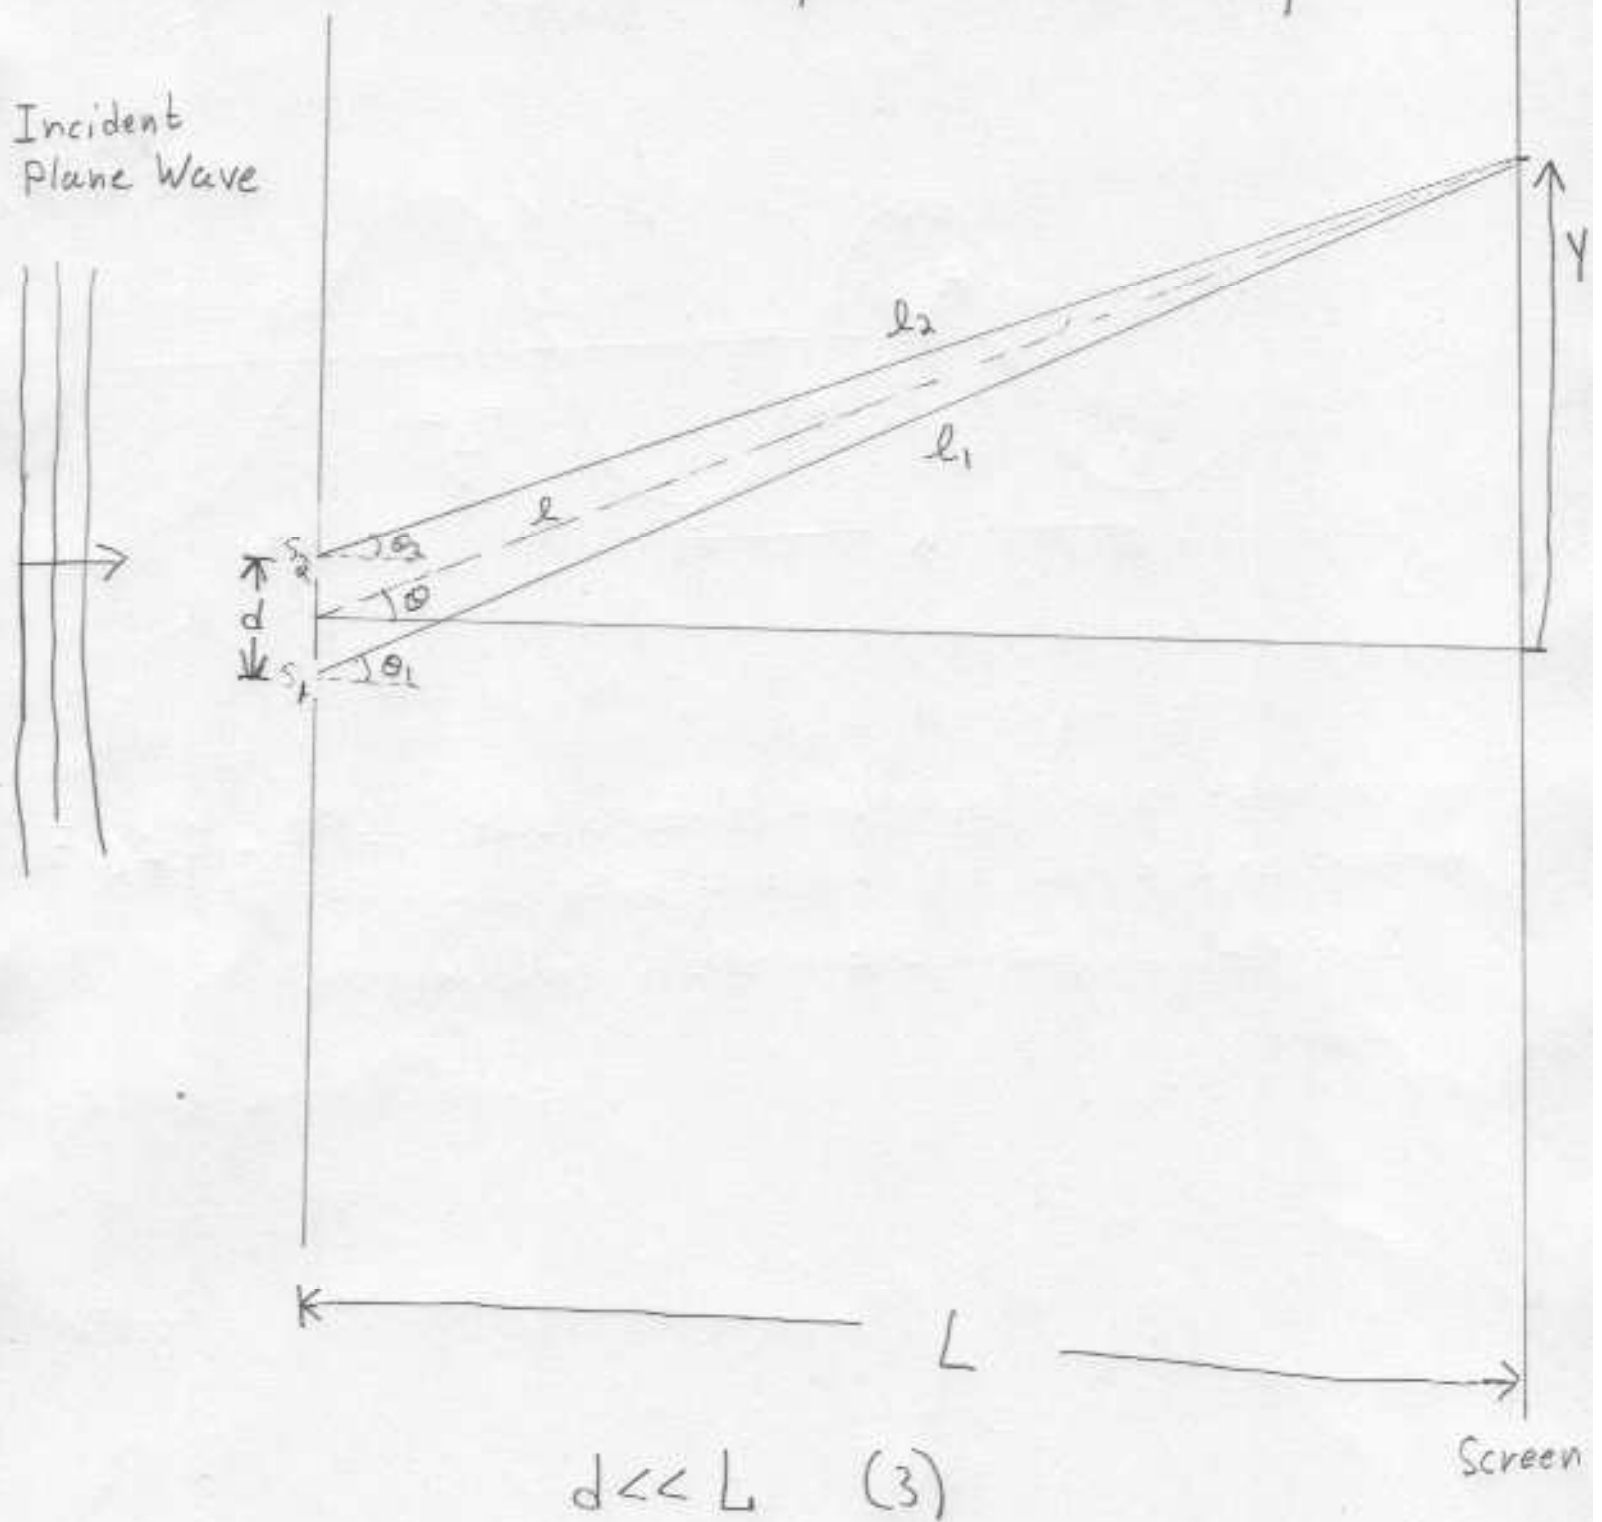 Incident
Plane Wave
Y
l2
l1
l
S2
θ2
d
θ
S1
θ1
L
Screen
d << L (3)